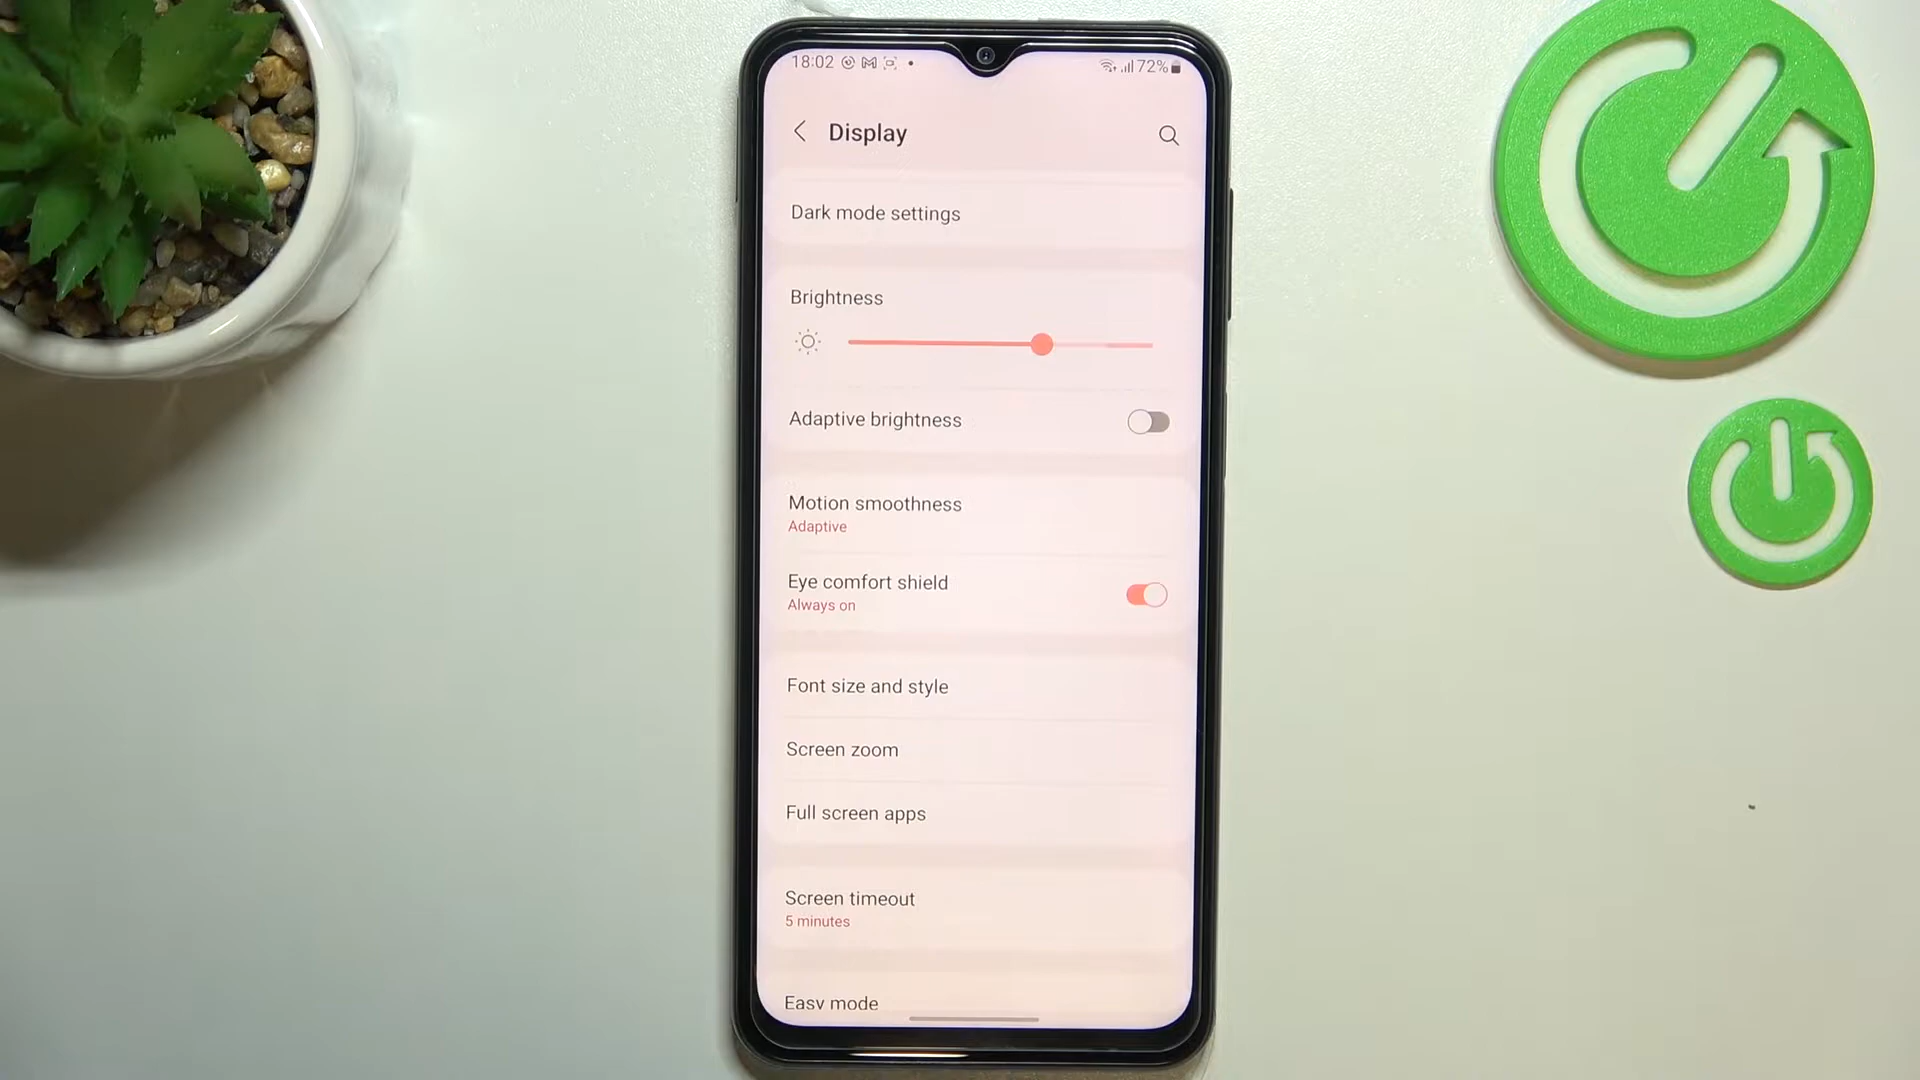 18:02
72%
Display
Dark mode settings
Brightness
Adaptive brightness
Motion smoothness
Adaptive
Eye comfort shield
Always on
Font size and style
Screen zoom
Full screen apps
Screen timeout
5 minutes
Easy mode